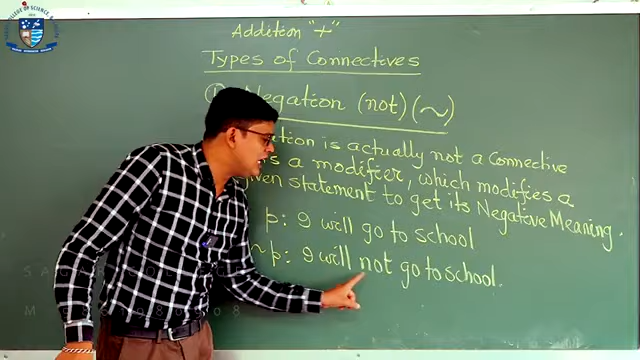 Addition "+"
Types of Connectives
Negation (not) (~)
is actually not a Connective
a modifier, which modifies a
given statement to get its Negative Meaning.
p: I will go to school
~p: I will not go to school.